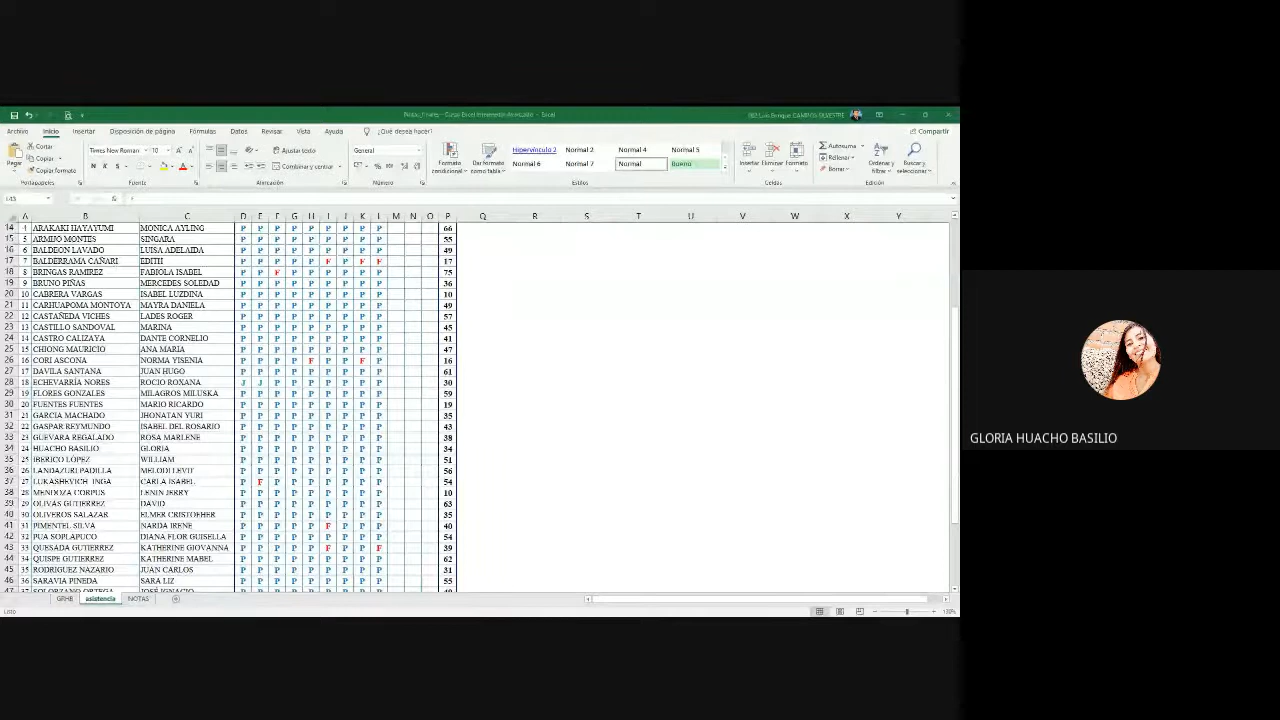 Archivo Inicio Insertar Disposición de página Fórmulas Datos Revisar Vista Ayuda ¿Qué desea hacer? Compartir
Cortar
Copiar
Copiar formato
Pegar
Portapapeles
Times New Roman 10
Fuente
Ajustar texto
Combinar y centrar
Alineación
General
Número
Formato condicional
Dar formato como tabla
Hipervínculo 2 Normal 2 Normal 4 Normal 5
Normal 6 Normal 7 Normal Bueno
Estilos
Insertar Eliminar Formato
Celdas
Autosuma
Rellenar
Borrar
Ordenar y filtrar
Buscar y seleccionar
Edición
L45
A B C D E F G H I J K L M N O P Q R S T U V W X Y
14 4 ARAKAKI HAYAYUMI MONICA AYLING P P P P P P P P P 66
15 5 ARMIJO MONTES SINGARA P P P P P P P P P 55
16 6 BALDEON LAVADO LUISA ADELAIDA P P P P P P P P P 49
17 7 BALDERRAMA CAÑARI EDITH P P P P P F P F F 17
18 8 BRINGAS RAMIREZ FABIOLA ISABEL P P F P P P P P P 75
19 9 BRUNO PIÑAS MERCEDES SOLEDAD P P P P P P P P P 36
20 10 CABRERA VARGAS ISABEL LUZDINA P P P P P P P P P 10
21 11 CARHUAPOMA MONTOYA MAYRA DANIELA P P P P P P P P P 49
22 12 CASTAÑEDA VICHES LADES ROGER P P P P P P P P P 57
23 13 CASTILLO SANDOVAL MARINA P P P P P P P P P 45
24 14 CASTRO CALIZAYA DANTE CORNELIO P P P P P P P P P 41
25 15 CHIONG MAURICIO ANA MARIA P P P P P P P P P 47
26 16 CORI ASCONA NORMA YISENIA P P P P F P P F P 16
27 17 DAVILA SANTANA JUAN HUGO P P P P P P P P P 61
28 18 ECHEVARRIA NORES ROCIO ROXANA J J P P P P P P P 30
29 19 FLORES GONZALES MILAGROS MILUSKA P P P P P P P P P 59
30 20 FUENTES FUENTES MARIO RICARDO P P P P P P P P P 19
31 21 GARCIA MACHADO JHONATAN YURI P P P P P P P P P 35
32 22 GASPAR REYMUNDO ISABEL DEL ROSARIO P P P P P P P P P 43
33 23 GUEVARA REGALADO ROSA MARLENE P P P P P P P P P 38
34 24 HUACHO BASILIO GLORIA P P P P P P P P P 34
35 25 IBERICO LÓPEZ WILLIAM P P P P P P P P P 51
36 26 LANDAZURI PADILLA MELODI LEVIT P P P P P P P P P 56
37 27 LUKASHEVICH INGA CARLA ISABEL P F P P P P P P P 54
38 28 MENDOZA CORPUS LENIN JERRY P P P P P P P P P 10
39 29 OLIVAS GUTIERREZ DAVID P P P P P P P P P 63
40 30 OLIVEROS SALAZAR ELMER CRISTOFHER P P P P P P P P P 35
41 31 PIMENTEL SILVA NARDA IRENE P P P P P F P P P 40
42 32 PUA SOPLAPUCO DIANA FLOR GUISELLA P P P P P P P P P 54
43 33 QUESADA GUTIERREZ KATHERINE GIOVANNA P P P P P F P P F 39
44 34 QUISPE GUTIERREZ KATHERINE MABEL P P P P P P P P P 62
45 35 RODRIGUEZ NAZARIO JUAN CARLOS P P P P P P P P P 31
46 36 SARAVIA PINEDA SARA LIZ P P P P P P P P P 55
47 37 SOLORZANO ORTEGA JOSÉ IGNACIO
GRHB asistencia NOTAS
Listo
130%
GLORIA HUACHO BASILIO